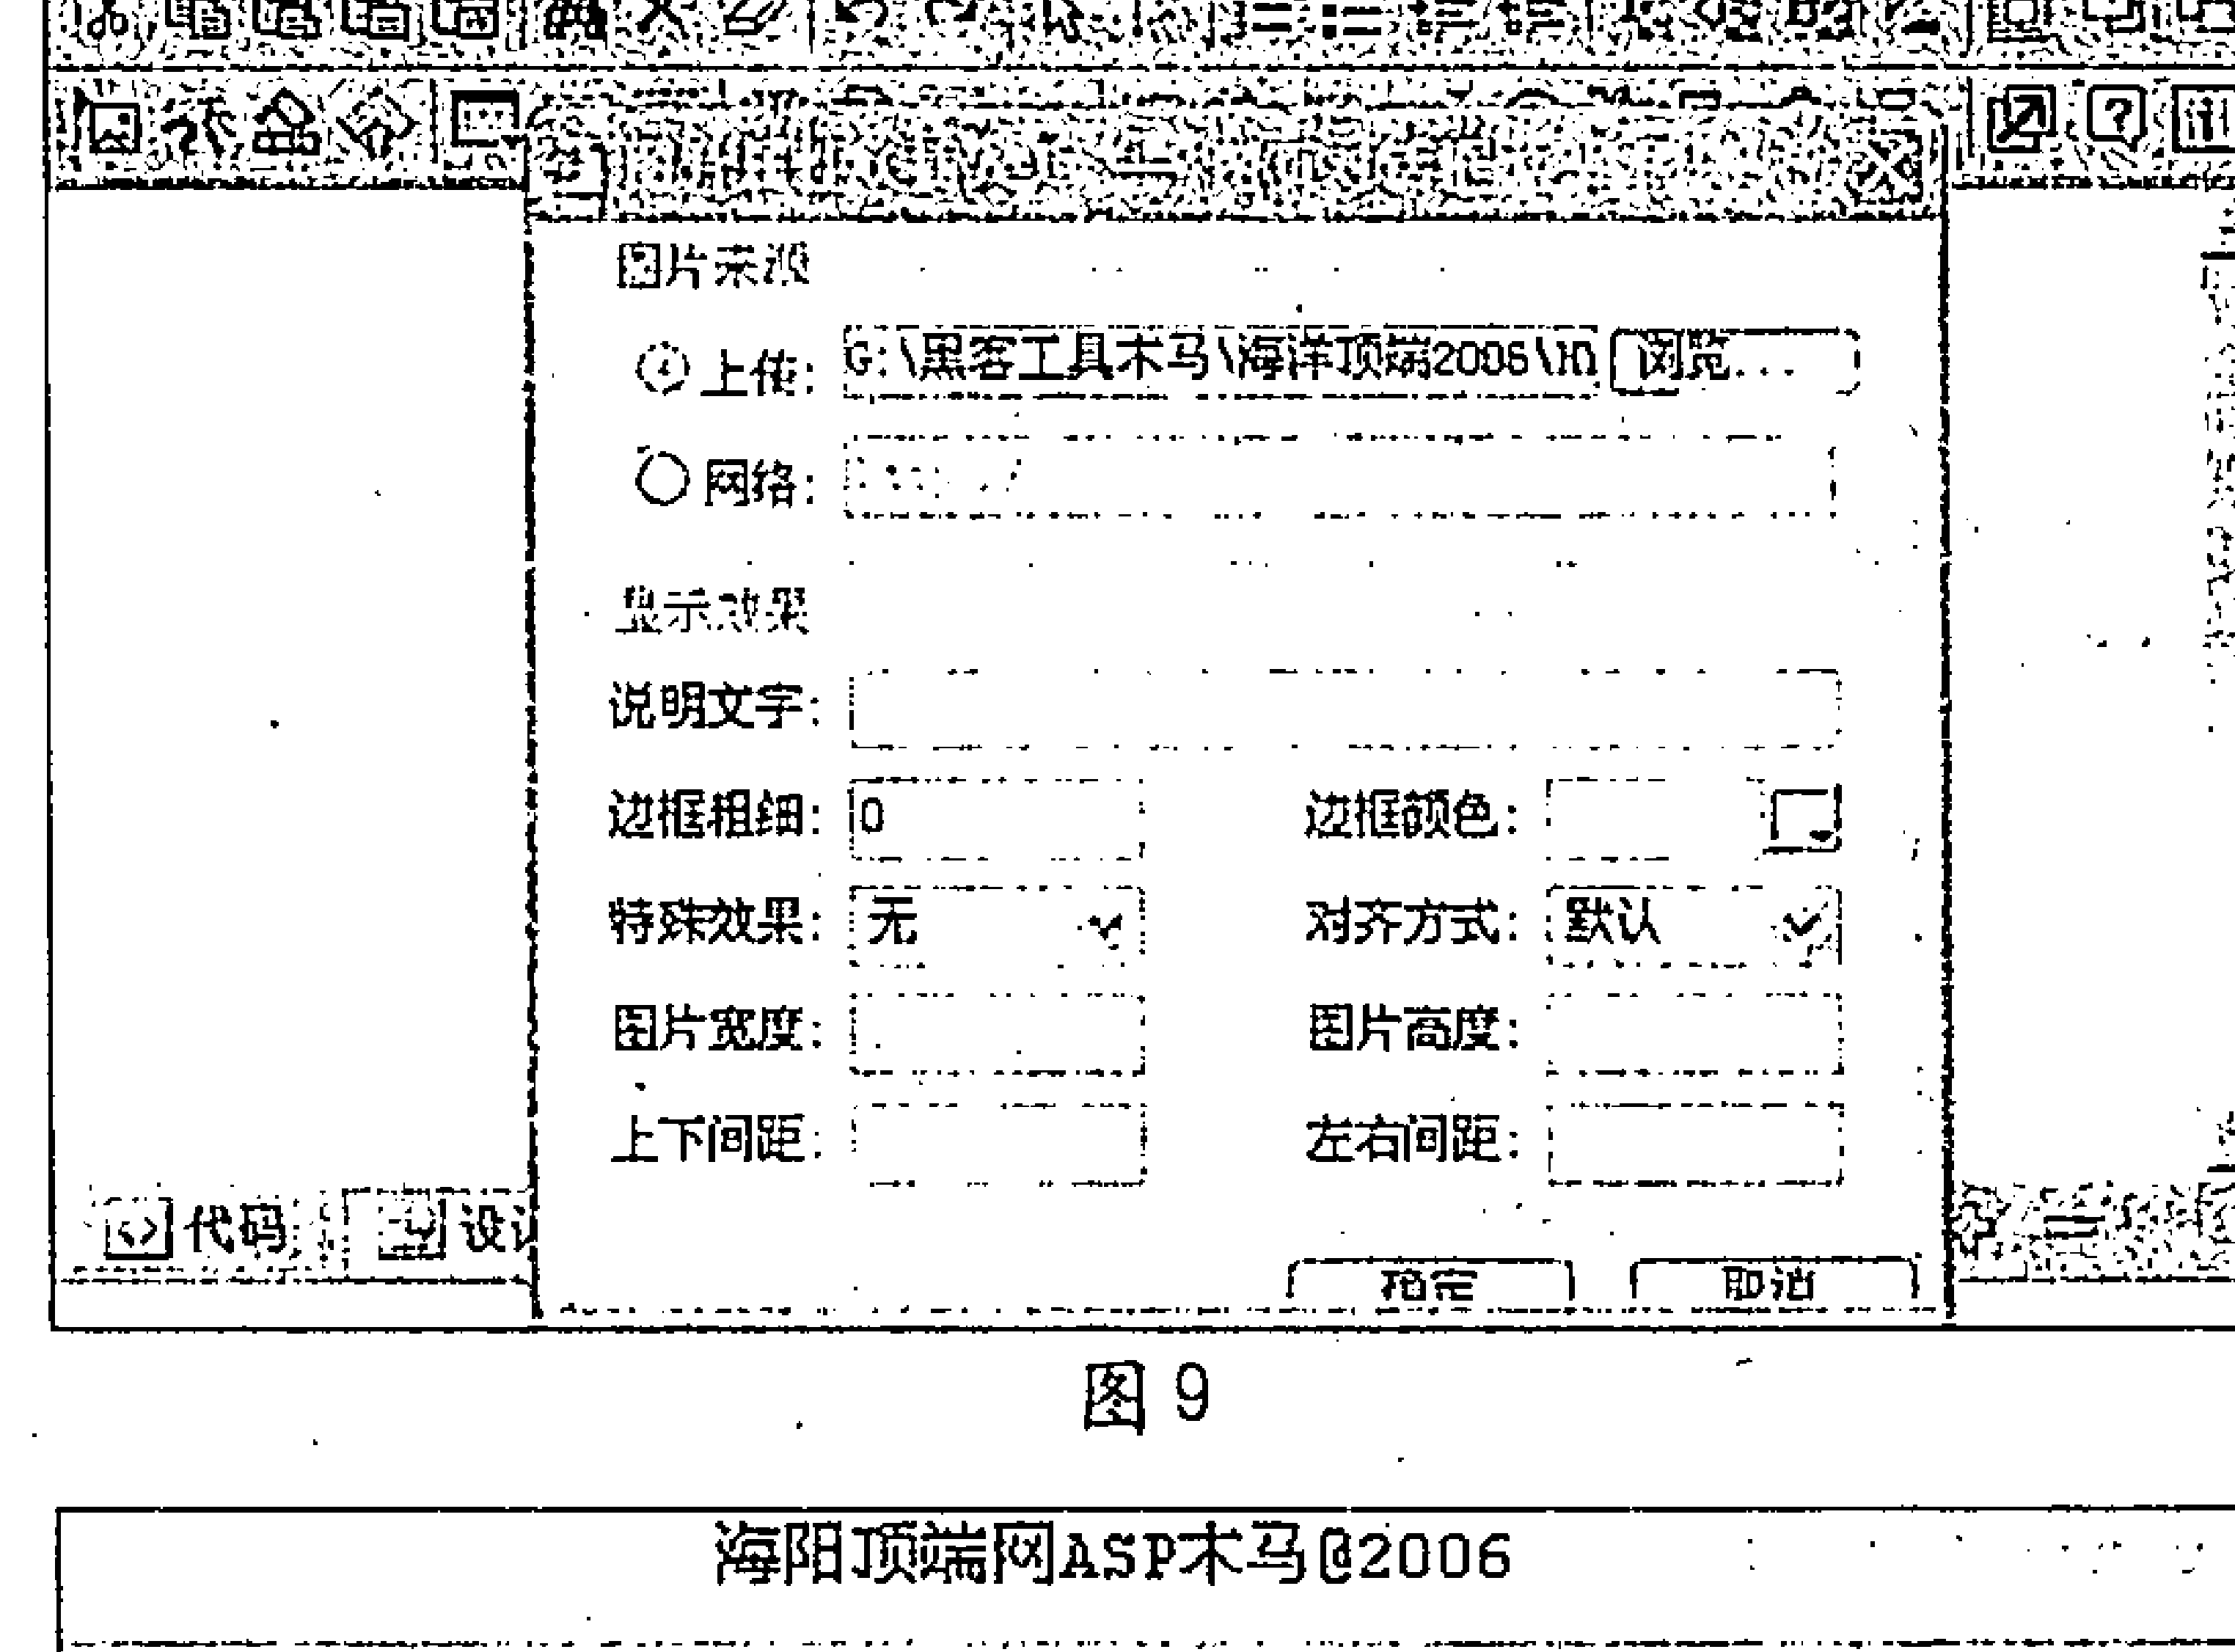 图片来源
上传: G:\黑客工具木马\海洋顶端2006\ 浏览...
网络:
显示效果
说明文字:
边框粗细: 0 边框颜色:
特殊效果: 无 对齐方式: 默认
图片宽度: 图片高度:
上下间距: 左右间距:
代码 设计
确定 取消
图 9
海阳顶端网ASP木马@2006